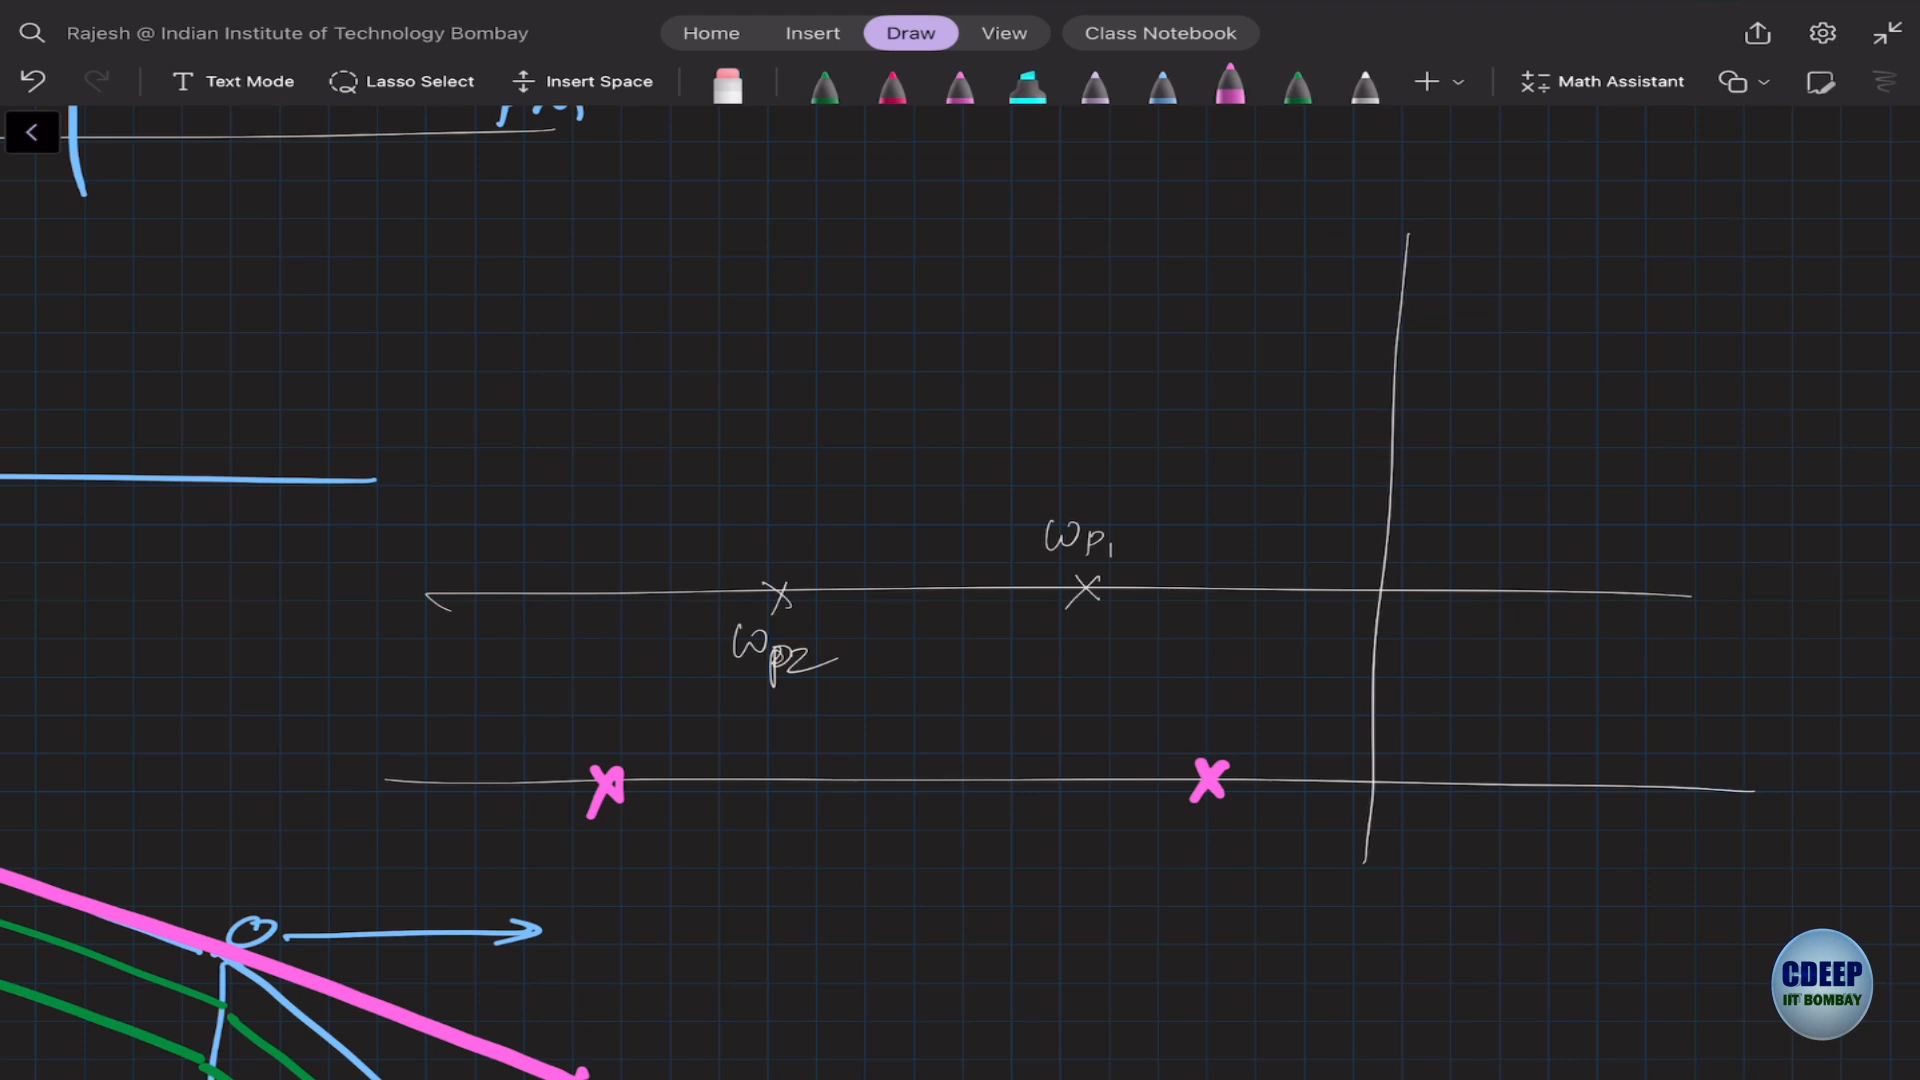 Rajesh @ Indian Institute of Technology Bombay
Home Insert Draw View Class Notebook
Text Mode Lasso Select Insert Space Math Assistant
ωp1
ωp2
CDEEP
IIT BOMBAY